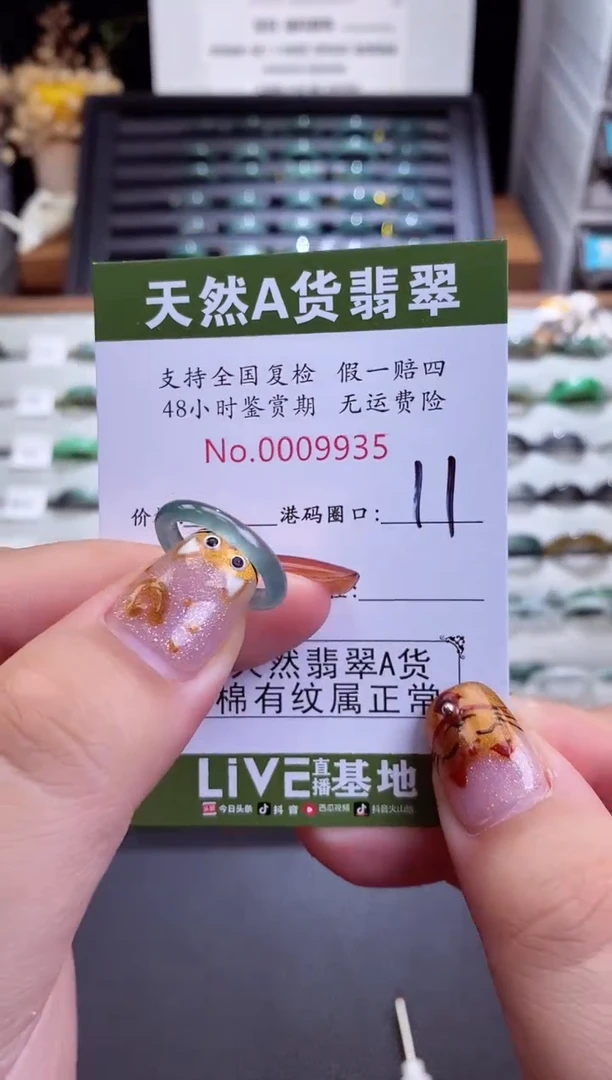 天然A货翡翠
支持全国复检 假一赔四
48小时鉴赏期 无运费险
No.0009935
价 港码圈口: 11
:
天然翡翠A货
棉有纹属正常
LiVE直播基地
今日头条 抖音 西瓜视频 抖音火山版